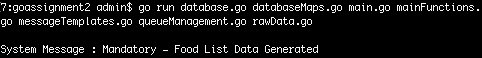 7:goassignment2 admin$ go run database.go databaseMaps.go main.go mainFunctions.
go messageTemplates.go queueManagement.go rawData.go
System Message : Mandatory – Food List Data Generated